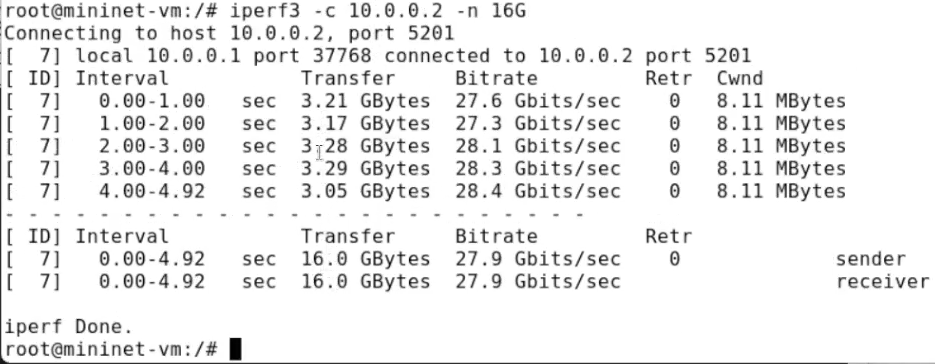 root@mininet-vm:/# iperf3 -c 10.0.0.2 -n 16G
Connecting to host 10.0.0.2, port 5201
[  7] local 10.0.0.1 port 37768 connected to 10.0.0.2 port 5201
[ ID] Interval           Transfer     Bitrate         Retr  Cwnd
[  7]   0.00-1.00   sec  3.21 GBytes  27.6 Gbits/sec    0   8.11 MBytes
[  7]   1.00-2.00   sec  3.17 GBytes  27.3 Gbits/sec    0   8.11 MBytes
[  7]   2.00-3.00   sec  3.28 GBytes  28.1 Gbits/sec    0   8.11 MBytes
[  7]   3.00-4.00   sec  3.29 GBytes  28.3 Gbits/sec    0   8.11 MBytes
[  7]   4.00-4.92   sec  3.05 GBytes  28.4 Gbits/sec    0   8.11 MBytes
- - - - - - - - - - - - - - - - - - - - - - - - -
[ ID] Interval           Transfer     Bitrate         Retr
[  7]   0.00-4.92   sec  16.0 GBytes  27.9 Gbits/sec    0             sender
[  7]   0.00-4.92   sec  16.0 GBytes  27.9 Gbits/sec                  receiver
iperf Done.
root@mininet-vm:/#